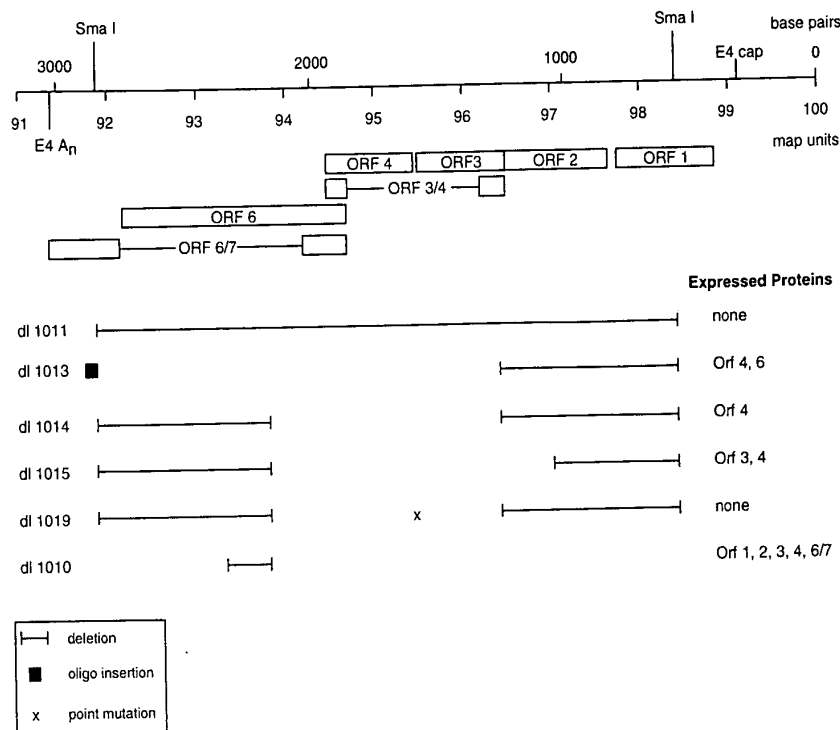 Sma I Sma I base pairs
3000 2000 1000 E4 cap 0
91 92 93 94 95 96 97 98 99 100
E4 An map units
ORF 4 ORF3 ORF 2 ORF 1
ORF 3/4
ORF 6
ORF 6/7
Expressed Proteins
dl 1011 none
dl 1013 Orf 4, 6
dl 1014 Orf 4
dl 1015 Orf 3, 4
dl 1019 x none
dl 1010 Orf 1, 2, 3, 4, 6/7
deletion
oligo insertion
x point mutation